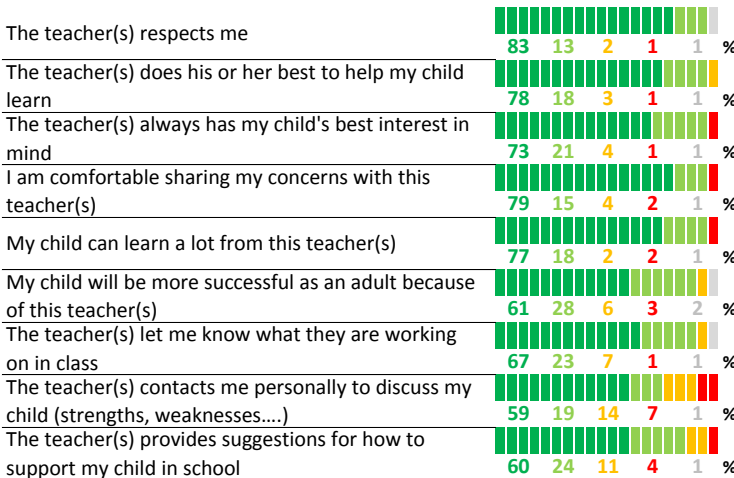 The teacher(s) respects me
83 13 2 1 1 %
The teacher(s) does his or her best to help my child
learn
78 18 3 1 1 %
The teacher(s) always has my child's best interest in
mind
73 21 4 1 1 %
I am comfortable sharing my concerns with this
teacher(s)
79 15 4 2 1 %
My child can learn a lot from this teacher(s)
77 18 2 2 1 %
My child will be more successful as an adult because
of this teacher(s)
61 28 6 3 2 %
The teacher(s) let me know what they are working
on in class
67 23 7 1 1 %
The teacher(s) contacts me personally to discuss my
child (strengths, weaknesses....)
59 19 14 7 1 %
The teacher(s) provides suggestions for how to
support my child in school
60 24 11 4 1 %